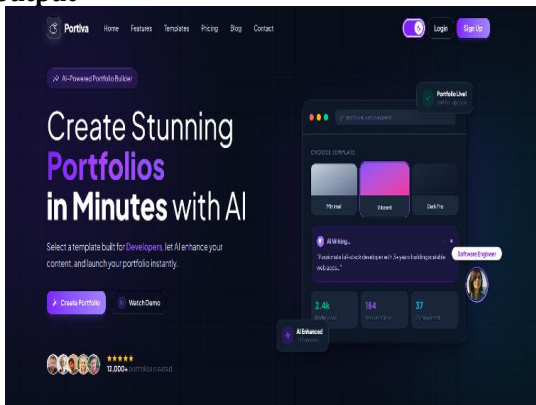 Output
Portiva
Home Features Templates Pricing Blog Contact
Login
Sign Up
AI-Powered Portfolio Builder
Create Stunning
Portfolios
in Minutes with AI
Select a template built for Developers, let AI enhance your
content, and launch your portfolio instantly.
Create Portfolio
Watch Demo
12,000+ portfolios created
Portfolio Live!
CHOOSE TEMPLATE
Minimal
Vibrant
Dark Pro
AI Writing...
"Passionate full-stack developer with 3+ years building scalable
web apps..."
Software Engineer
2.4k
184
37
AI Enhanced